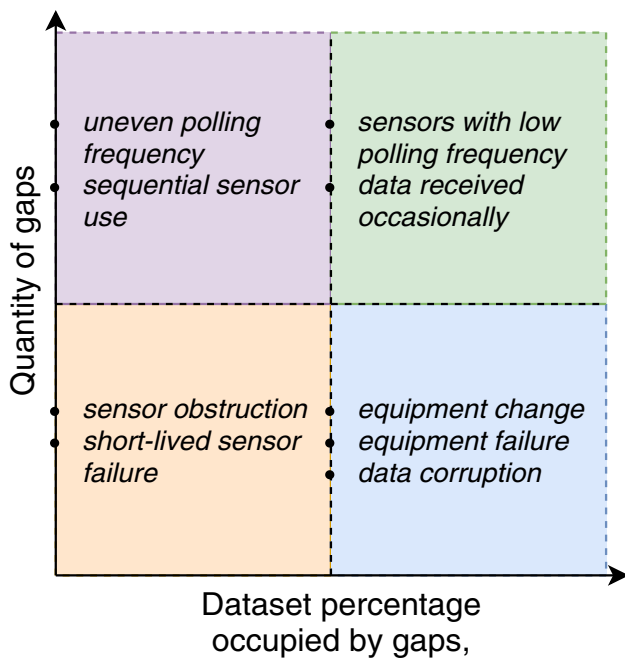 Quantity of gaps
• uneven polling
frequency
• sequential sensor
use
• sensors with low
polling frequency
• data received
occasionally
• sensor obstruction
• short-lived sensor
failure
• equipment change
• equipment failure
• data corruption
Dataset percentage
occupied by gaps,